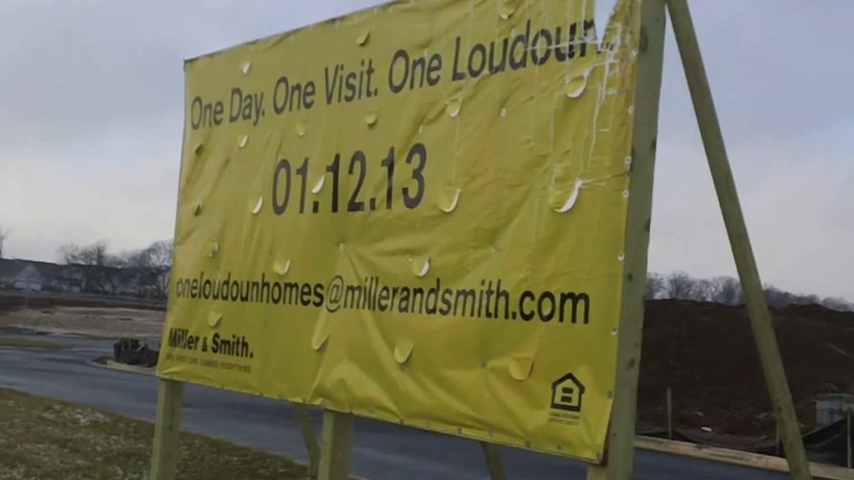 One Day. One Visit. One Loudoun.
01.12.13
oneloudounhomes@millerandsmith.com
Miller & Smith.